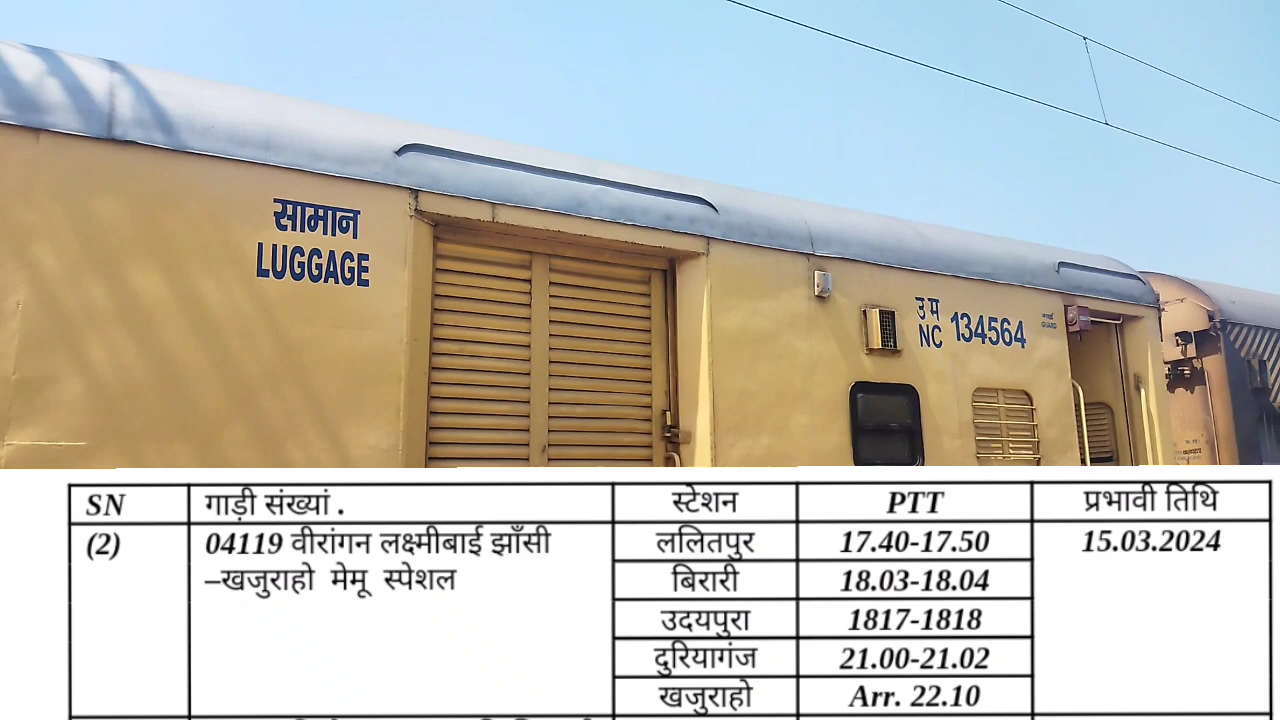 सामान
LUGGAGE
उ म
NC 134564
GUARD
SN गाड़ी संख्यां . स्टेशन PTT प्रभावी तिथि
(2) 04119 वीरांगन लक्ष्मीबाई झाँसी ललितपुर 17.40-17.50 15.03.2024
–खजुराहो मेमू स्पेशल बिरारी 18.03-18.04
उदयपुरा 1817-1818
दुरियागंज 21.00-21.02
खजुराहो Arr. 22.10